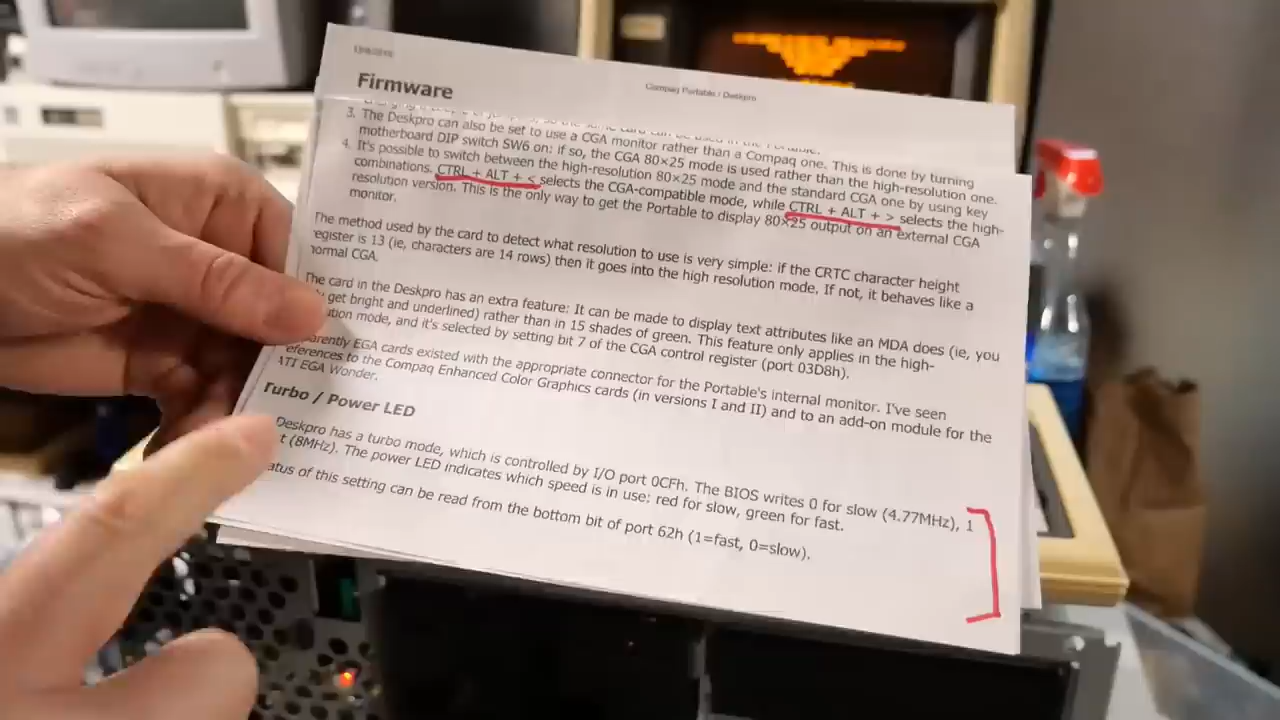 Compaq Portable / Deskpro
Firmware
3. The Deskpro can also be set to use a CGA monitor rather than a Compaq one. This is done by turning
motherboard DIP switch SW6 on: if so, the CGA 80×25 mode is used rather than the high-resolution one.
4. It's possible to switch between the high-resolution 80×25 mode and the standard CGA one by using key
combinations. CTRL + ALT + < selects the CGA-compatible mode, while CTRL + ALT + > selects the high-
resolution version. This is the only way to get the Portable to display 80×25 output on an external CGA
monitor.
The method used by the card to detect what resolution to use is very simple: if the CRTC character height
register is 13 (ie, characters are 14 rows) then it goes into the high resolution mode. If not, it behaves like a
normal CGA.
The card in the Deskpro has an extra feature: It can be made to display text attributes like an MDA does (ie, you
get bright and underlined) rather than in 15 shades of green. This feature only applies in the high-
ution mode, and it's selected by setting bit 7 of the CGA control register (port 03D8h).
arently EGA cards existed with the appropriate connector for the Portable's internal monitor. I've seen
eferences to the Compaq Enhanced Color Graphics cards (in versions I and II) and to an add-on module for the
ATI EGA Wonder.
Turbo / Power LED
Deskpro has a turbo mode, which is controlled by I/O port 0CFh. The BIOS writes 0 for slow (4.77MHz), 1
t (8MHz). The power LED indicates which speed is in use: red for slow, green for fast.
atus of this setting can be read from the bottom bit of port 62h (1=fast, 0=slow).